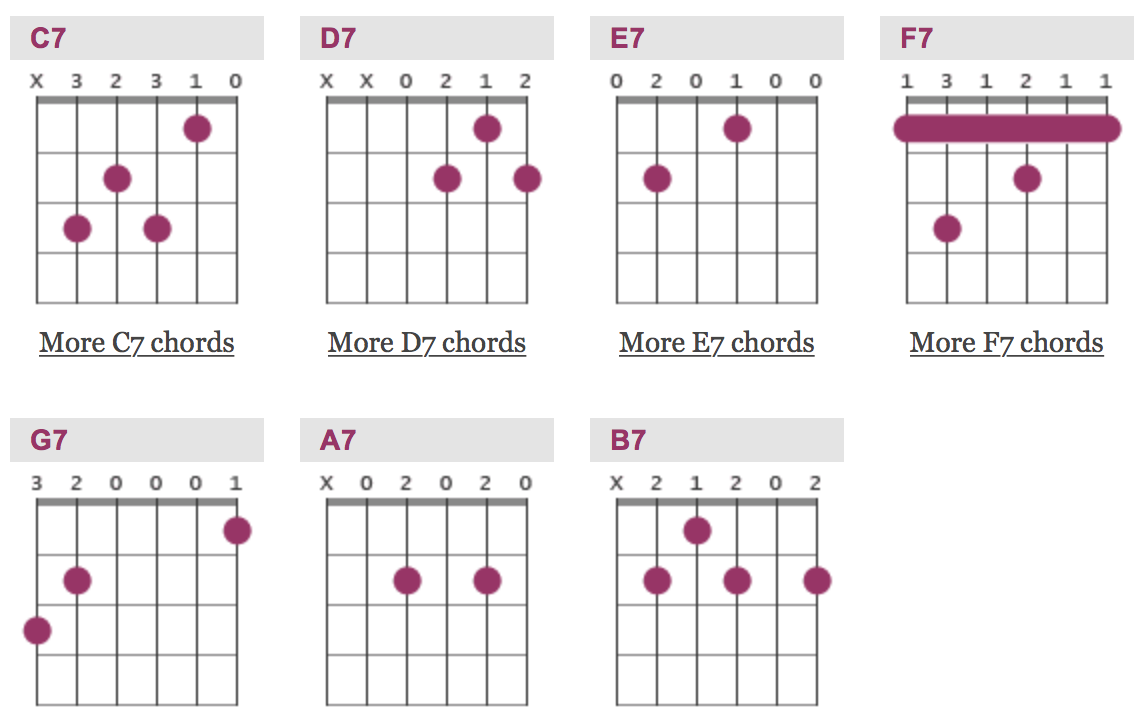 C7 D7 E7 F7
X 3 2 3 1 0 X X 0 2 1 2 0 2 0 1 0 0 1 3 1 2 1 1
More C7 chords More D7 chords More E7 chords More F7 chords
G7 A7 B7
3 2 0 0 0 1 X 0 2 0 2 0 X 2 1 2 0 2